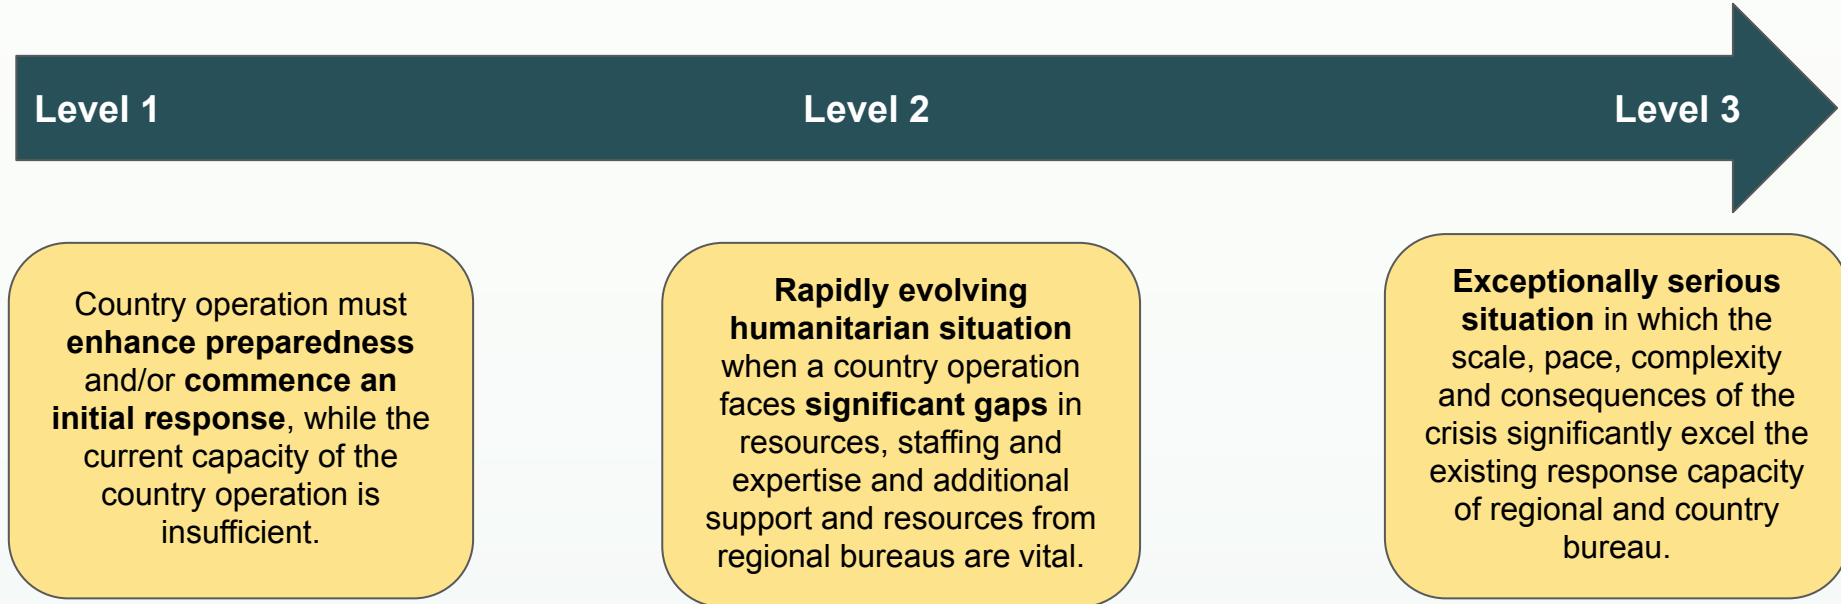 Level 1
Level 2
Level 3
Country operation must
enhance preparedness
and/or commence an
initial response, while the
current capacity of the
country operation is
insufficient.
Rapidly evolving
humanitarian situation
when a country operation
faces significant gaps in
resources, staffing and
expertise and additional
support and resources from
regional bureaus are vital.
Exceptionally serious
situation in which the
scale, pace, complexity
and consequences of the
crisis significantly excel the
existing response capacity
of regional and country
bureau.